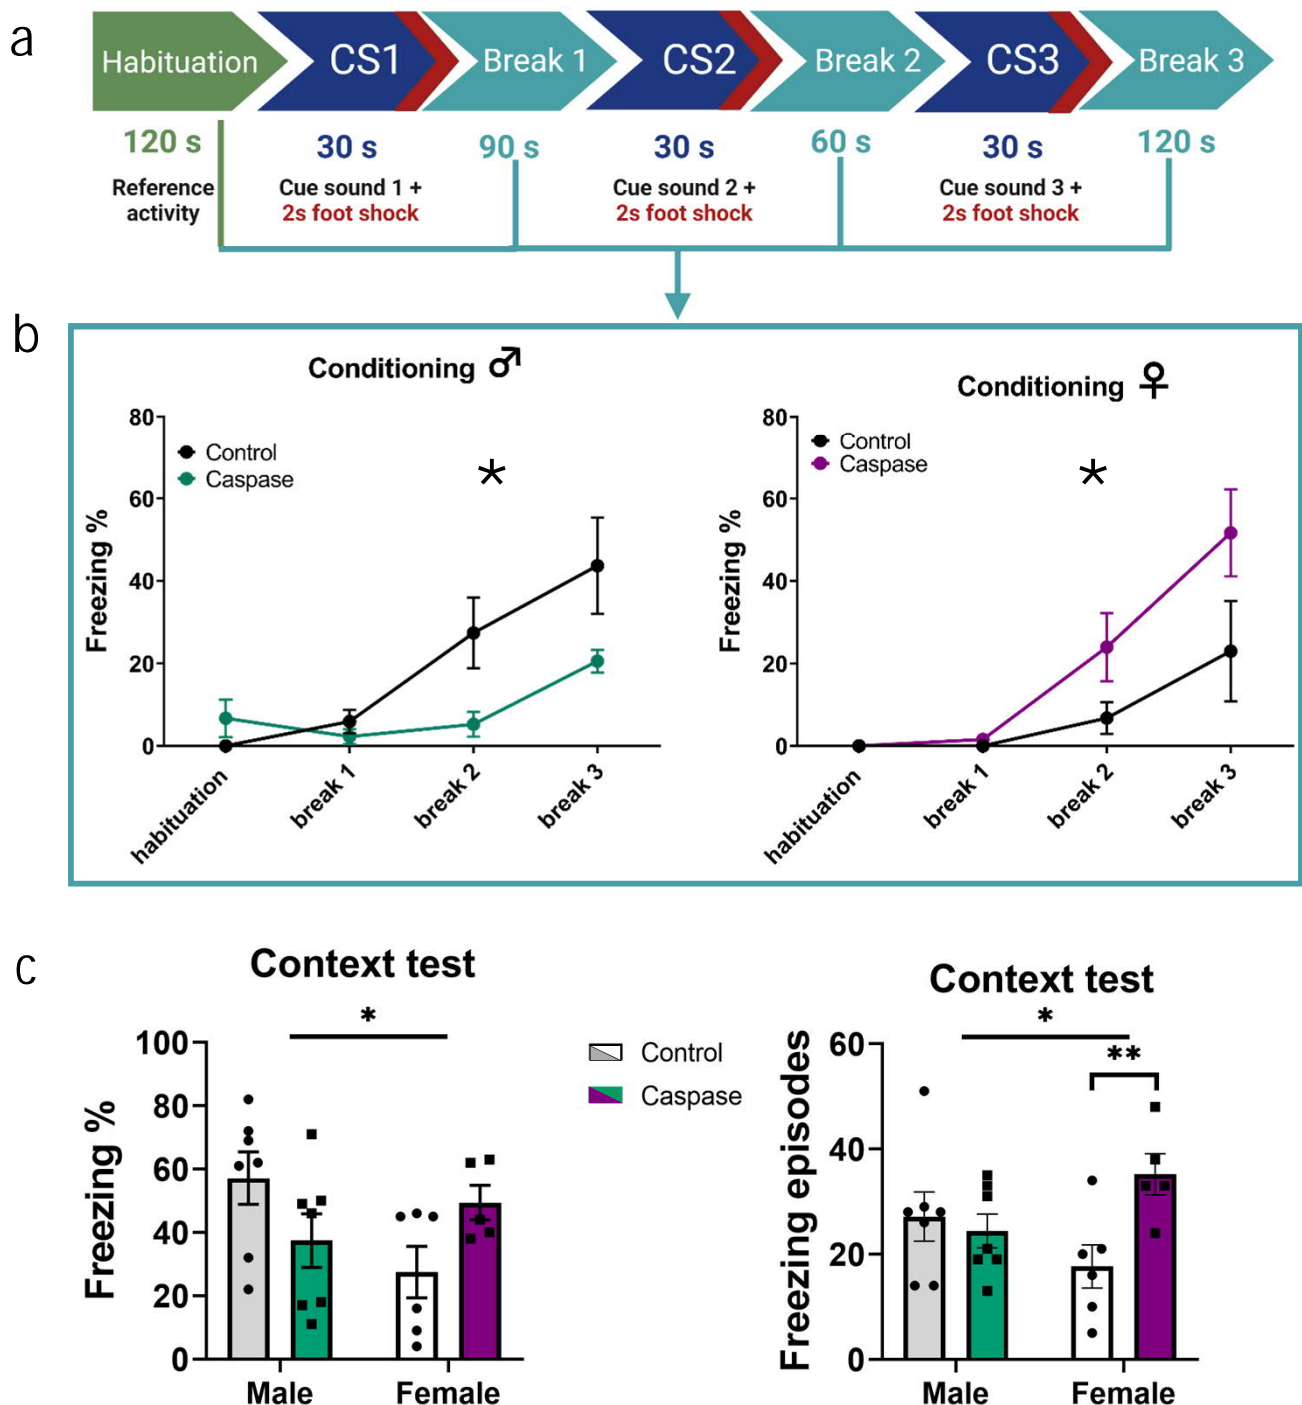 a
Habituation
CS1
Break 1
CS2
Break 2
CS3
Break 3
120 s
30 s
90 s
30 s
60 s
30 s
120 s
Reference
activity
Cue sound 1 +
2s foot shock
Cue sound 2 +
2s foot shock
Cue sound 3 +
2s foot shock
b
Conditioning ♂
Control
Caspase
*
Freezing %
80
60
40
20
0
habituation
break 1
break 2
break 3
Conditioning ♀
Control
Caspase
*
Freezing %
80
60
40
20
0
habituation
break 1
break 2
break 3
c
Context test
*
Freezing %
100
80
60
40
20
0
Male
Female
Control
Caspase
Context test
*
**
Freezing episodes
60
40
20
0
Male
Female